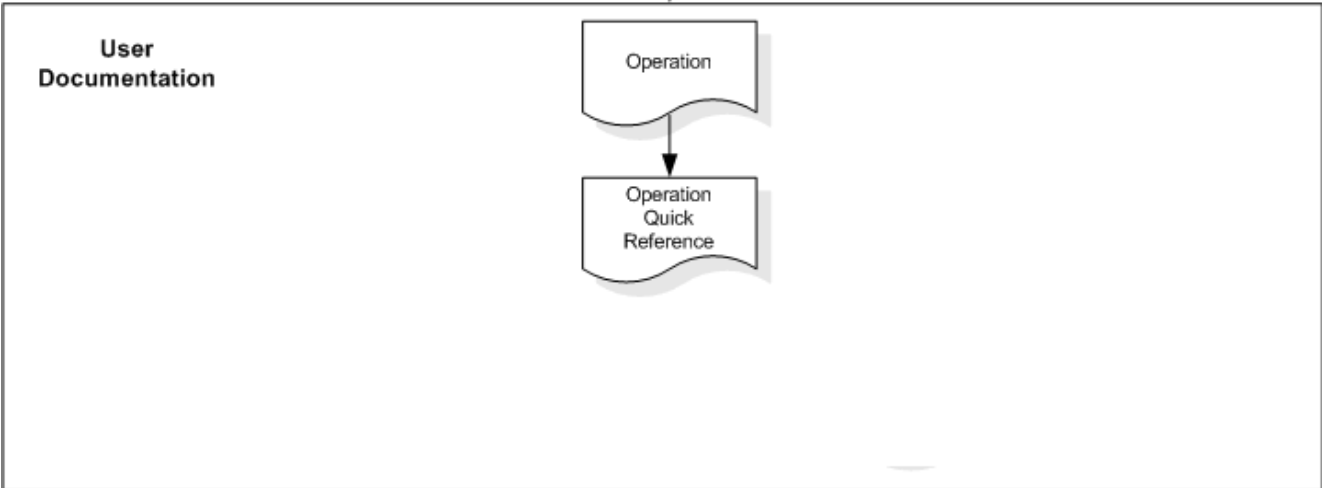 User
Documentation
Operation
Operation
Quick
Reference